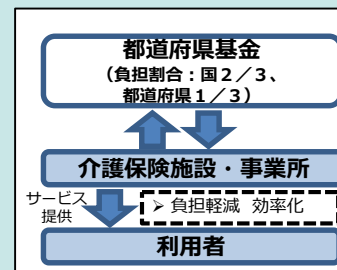 都道府県基金
（負担割合：国２／３、
都道府県１／３）
介護保険施設・事業所
サービス
提供
➢ 負担軽減 効率化
利用者